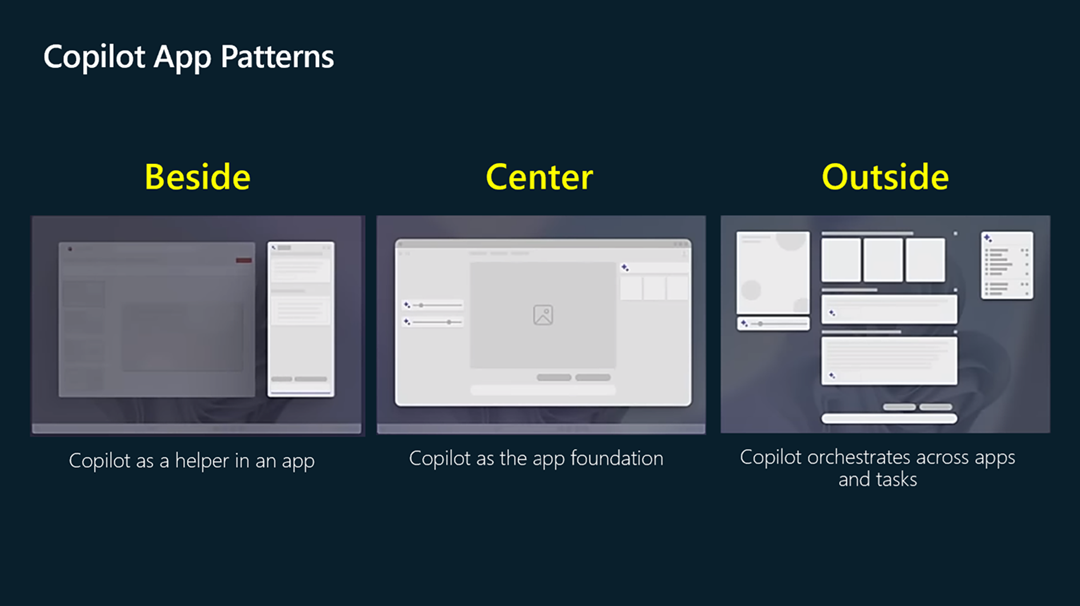 Copilot App Patterns
Beside
Center
Outside
Copilot as a helper in an app
Copilot as the app foundation
Copilot orchestrates across apps
and tasks